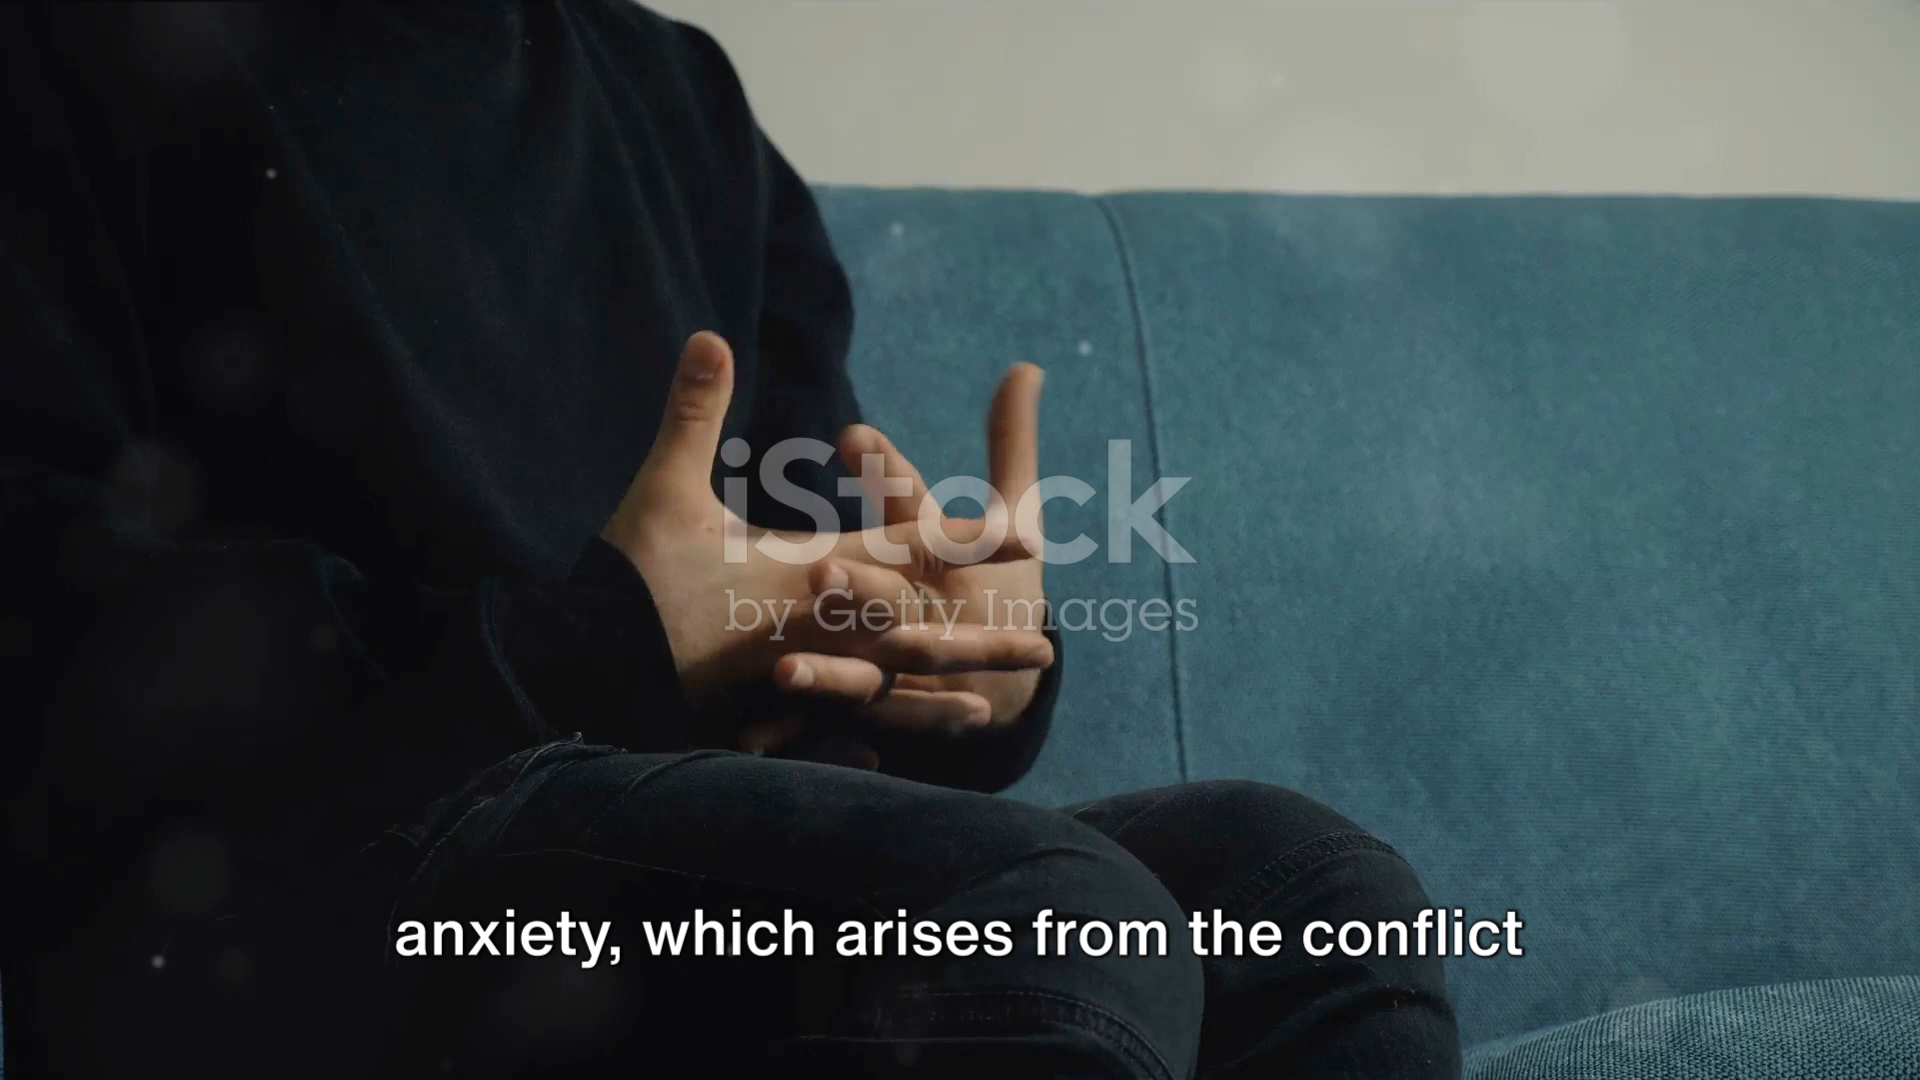 iStock
by Getty Images
anxiety, which arises from the conflict